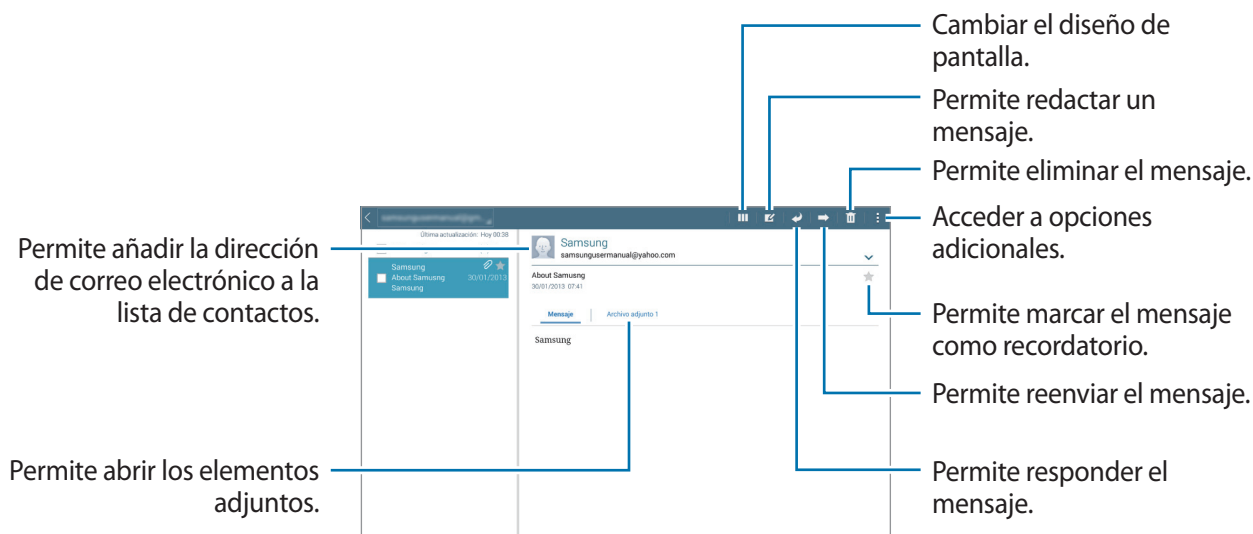 Cambiar el diseño de
pantalla.
Permite redactar un
mensaje.
Permite eliminar el mensaje.
Acceder a opciones
adicionales.
Permite añadir la dirección
de correo electrónico a la
lista de contactos.
Última actualización: Hoy 00:38
Samsung
About Samusng 30/01/2013
Samsung
Samsung
samsungusermanual@yahoo.com
About Samusng
30/01/2013 07:41
Mensaje Archivo adjunto 1
Samsung
Permite marcar el mensaje
como recordatorio.
Permite reenviar el mensaje.
Permite abrir los elementos
adjuntos.
Permite responder el
mensaje.